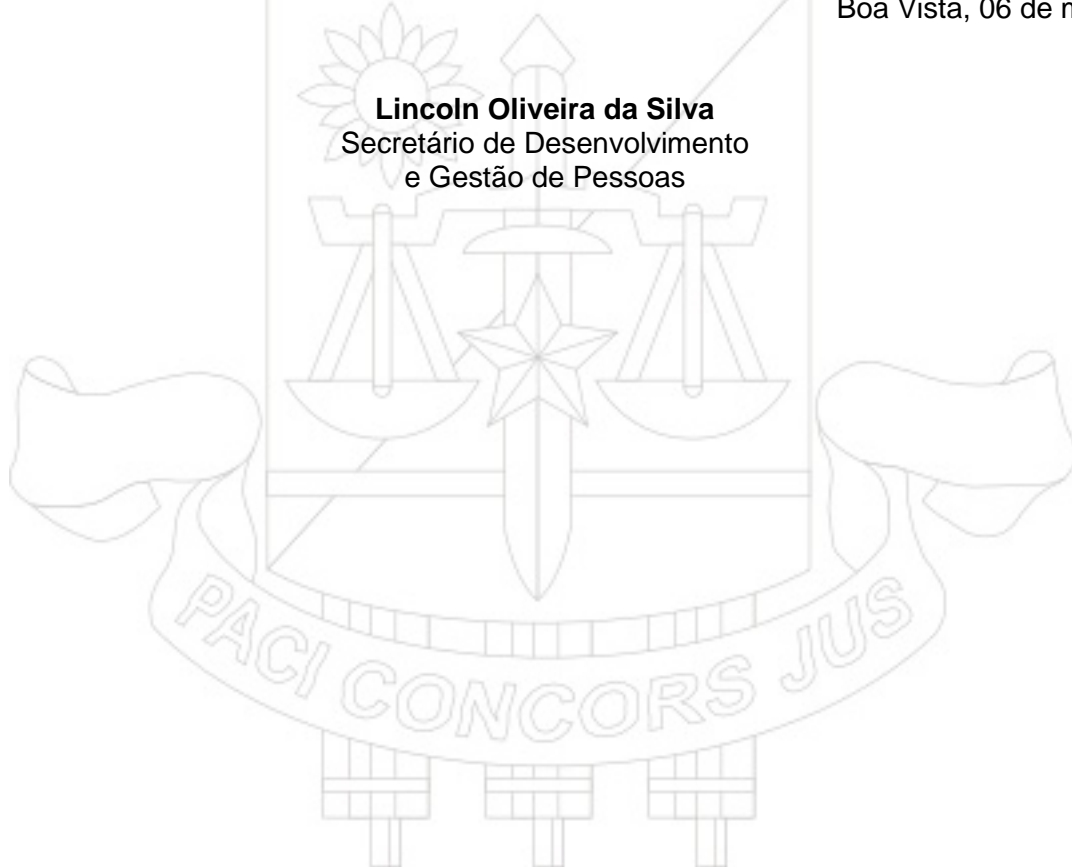 Boa Vista, 06 de
Lincoln Oliveira da Silva
Secretário de Desenvolvimento
e Gestão de Pessoas
PACI CONCORS JUS